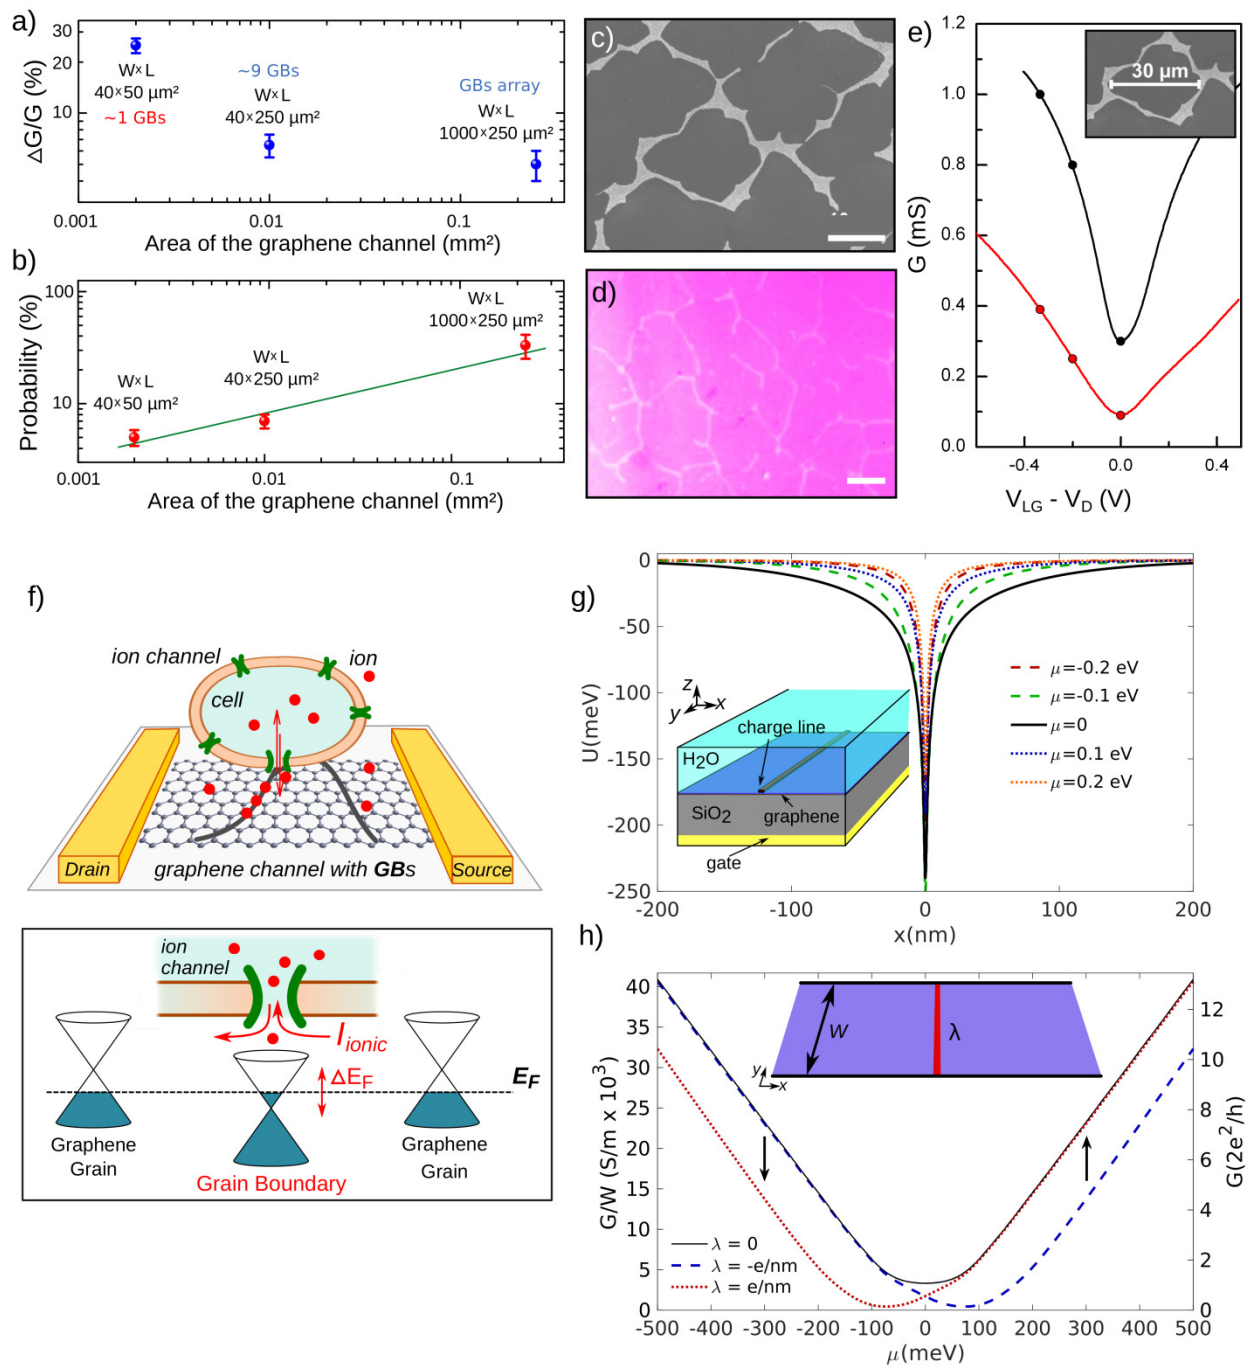 a)
ΔG/G (%)
30
20
10
W×L
40×50 μm²
~1 GBs
~9 GBs
W×L
40×250 μm²
GBs array
W×L
1000×250 μm²
0.001
0.01
0.1
Area of the graphene channel (mm²)
b)
Probability (%)
100
10
W×L
40×50 μm²
W×L
40×250 μm²
W×L
1000×250 μm²
0.001
0.01
0.1
Area of the graphene channel (mm²)
c)
d)
e)
G (mS)
1.2
1.0
0.8
0.6
0.4
0.2
0.0
30 μm
-0.4
0.0
0.4
V_LG - V_D (V)
f)
ion channel
ion
cell
Drain
graphene channel with GBs
Source
ion
channel
I_ionic
ΔE_F
E_F
Graphene
Grain
Grain Boundary
Graphene
Grain
g)
U(meV)
0
-50
-100
-150
-200
-250
z
y
x
charge line
H₂O
SiO₂
graphene
gate
μ=-0.2 eV
μ=-0.1 eV
μ=0
μ=0.1 eV
μ=0.2 eV
-200
-100
0
100
200
x(nm)
h)
G/W (S/m x 10³)
40
35
30
25
20
15
10
5
0
W
λ
y
x
λ = 0
λ = -e/nm
λ = e/nm
12
10
8
6
4
2
0
G(2e²/h)
-500
-400
-300
-200
-100
0
100
200
300
400
500
μ(meV)